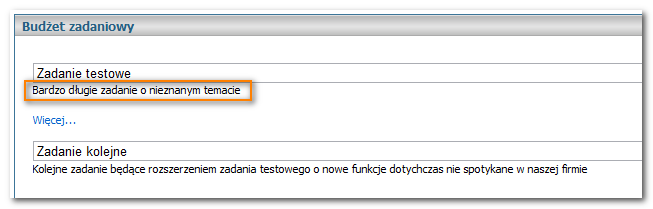 Budżet zadaniowy
Zadanie testowe
Bardzo długie zadanie o nieznanym temacie
Więcej...
Zadanie kolejne
Kolejne zadanie będące rozszerzeniem zadania testowego o nowe funkcje dotychczas nie spotykane w naszej firmie